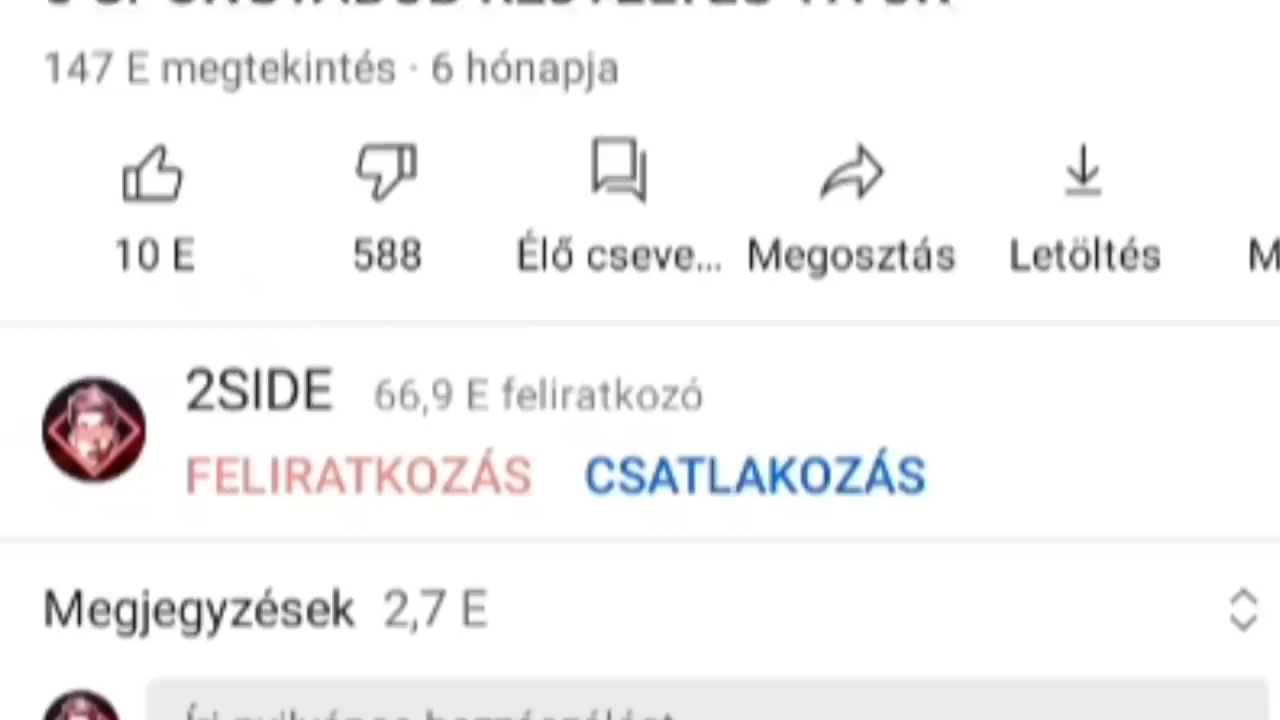 147 E megtekintés · 6 hónapja
10 E 588 Élő cseve... Megosztás Letöltés M
2SIDE 66,9 E feliratkozó
FELIRATKOZÁS CSATLAKOZÁS
Megjegyzések 2,7 E